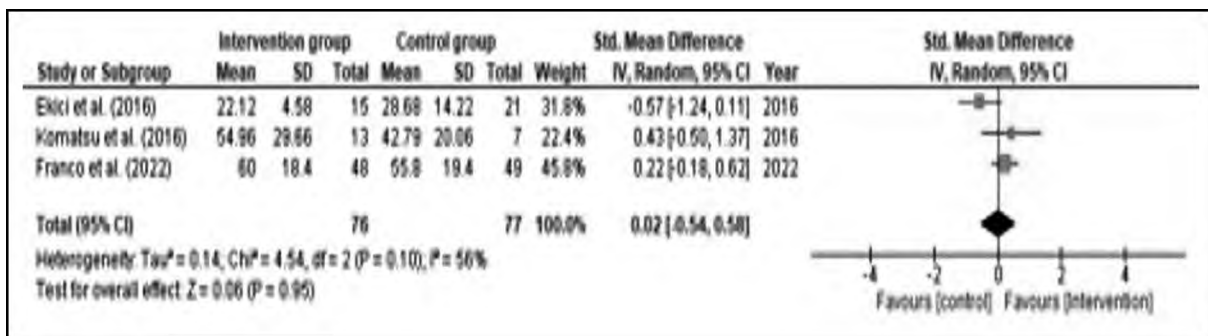 Intervention group Control group Std. Mean Difference Std. Mean Difference
Study or Subgroup Mean SD Total Mean SD Total Weight IV, Random, 95% CI Year IV, Random, 95% CI
Ekici et al. (2016) 22.12 4.58 15 28.68 14.22 21 31.8% -0.57 [-1.24, 0.11] 2016
Komatsu et al. (2016) 54.96 29.66 13 42.79 20.06 7 22.4% 0.43 [-0.50, 1.37] 2016
Franco et al. (2022) 60 18.4 48 55.8 19.4 49 45.8% 0.22 [-0.18, 0.62] 2022
Total (95% CI) 76 77 100.0% 0.02 [-0.54, 0.58]
Heterogeneity: Tau² = 0.14; Chi² = 4.54, df = 2 (P = 0.10); I² = 56%
Test for overall effect: Z = 0.06 (P = 0.95)
-4 -2 0 2 4
Favours [control] Favours [Intervention]